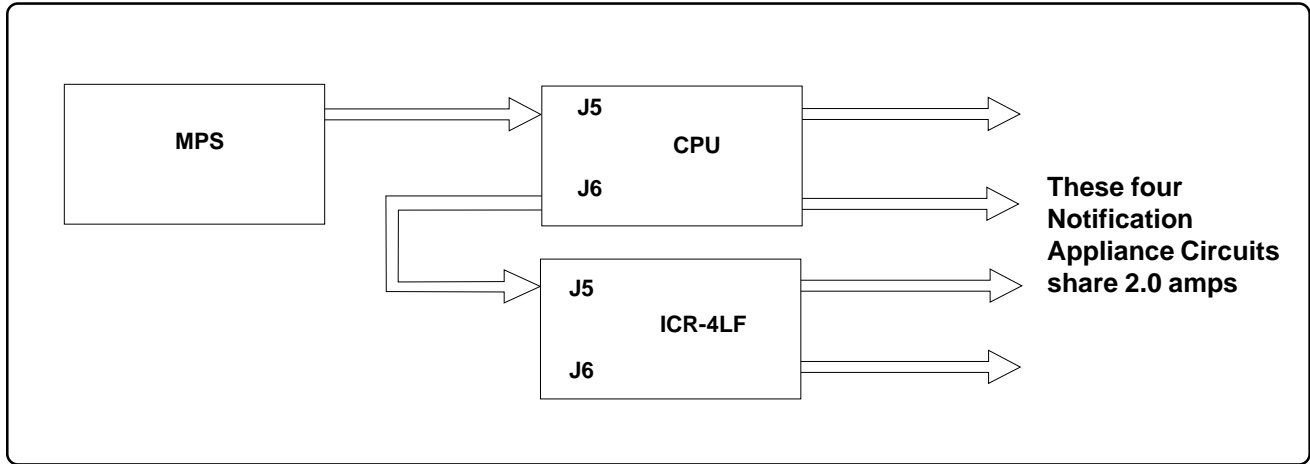 MPS
J5
CPU
J6
These four
Notification
Appliance Circuits
share 2.0 amps
J5
ICR-4LF
J6